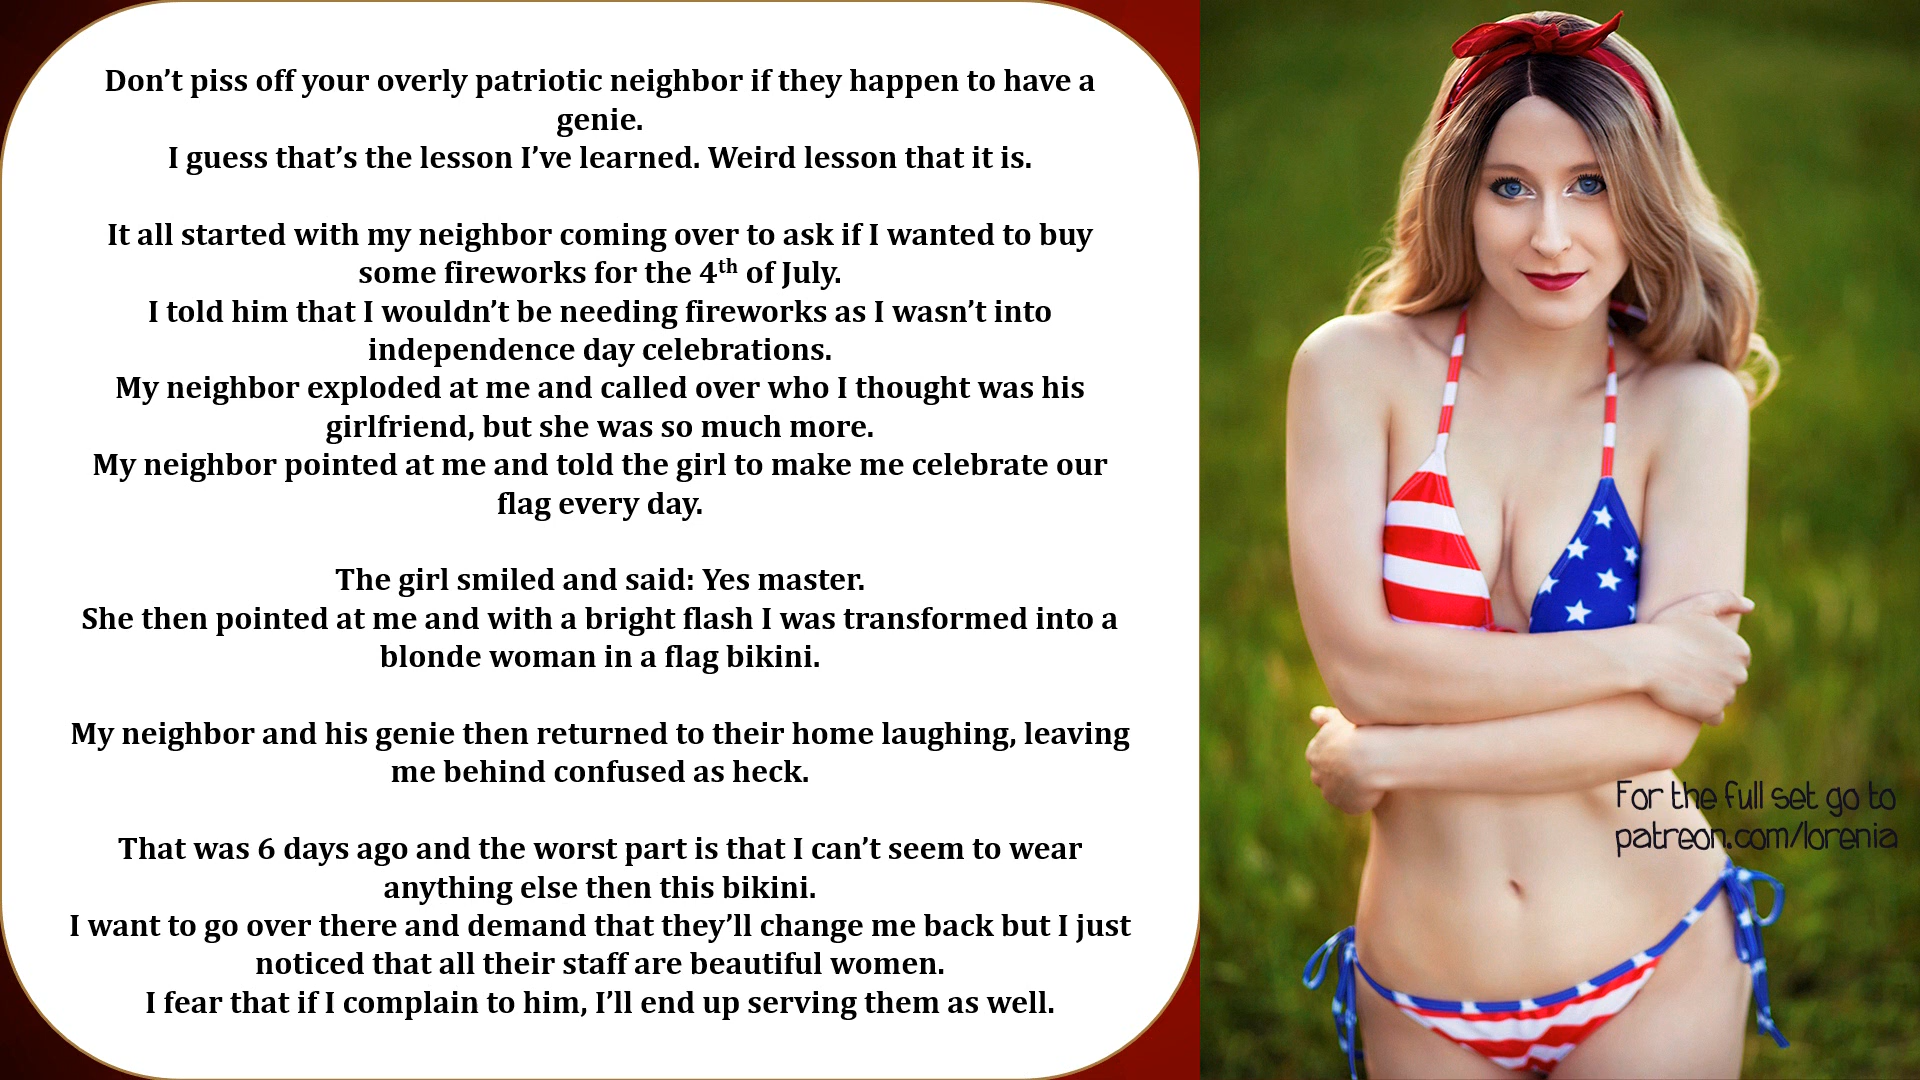 Don’t piss off your overly patriotic neighbor if they happen to have a
genie.
I guess that’s the lesson I’ve learned. Weird lesson that it is.
It all started with my neighbor coming over to ask if I wanted to buy
some fireworks for the 4th of July.
I told him that I wouldn’t be needing fireworks as I wasn’t into
independence day celebrations.
My neighbor exploded at me and called over who I thought was his
girlfriend, but she was so much more.
My neighbor pointed at me and told the girl to make me celebrate our
flag every day.
The girl smiled and said: Yes master.
She then pointed at me and with a bright flash I was transformed into a
blonde woman in a flag bikini.
My neighbor and his genie then returned to their home laughing, leaving
me behind confused as heck.
That was 6 days ago and the worst part is that I can’t seem to wear
anything else then this bikini.
I want to go over there and demand that they’ll change me back but I just
noticed that all their staff are beautiful women.
I fear that if I complain to him, I’ll end up serving them as well.
For the full set go to
patreon.com/lorenia